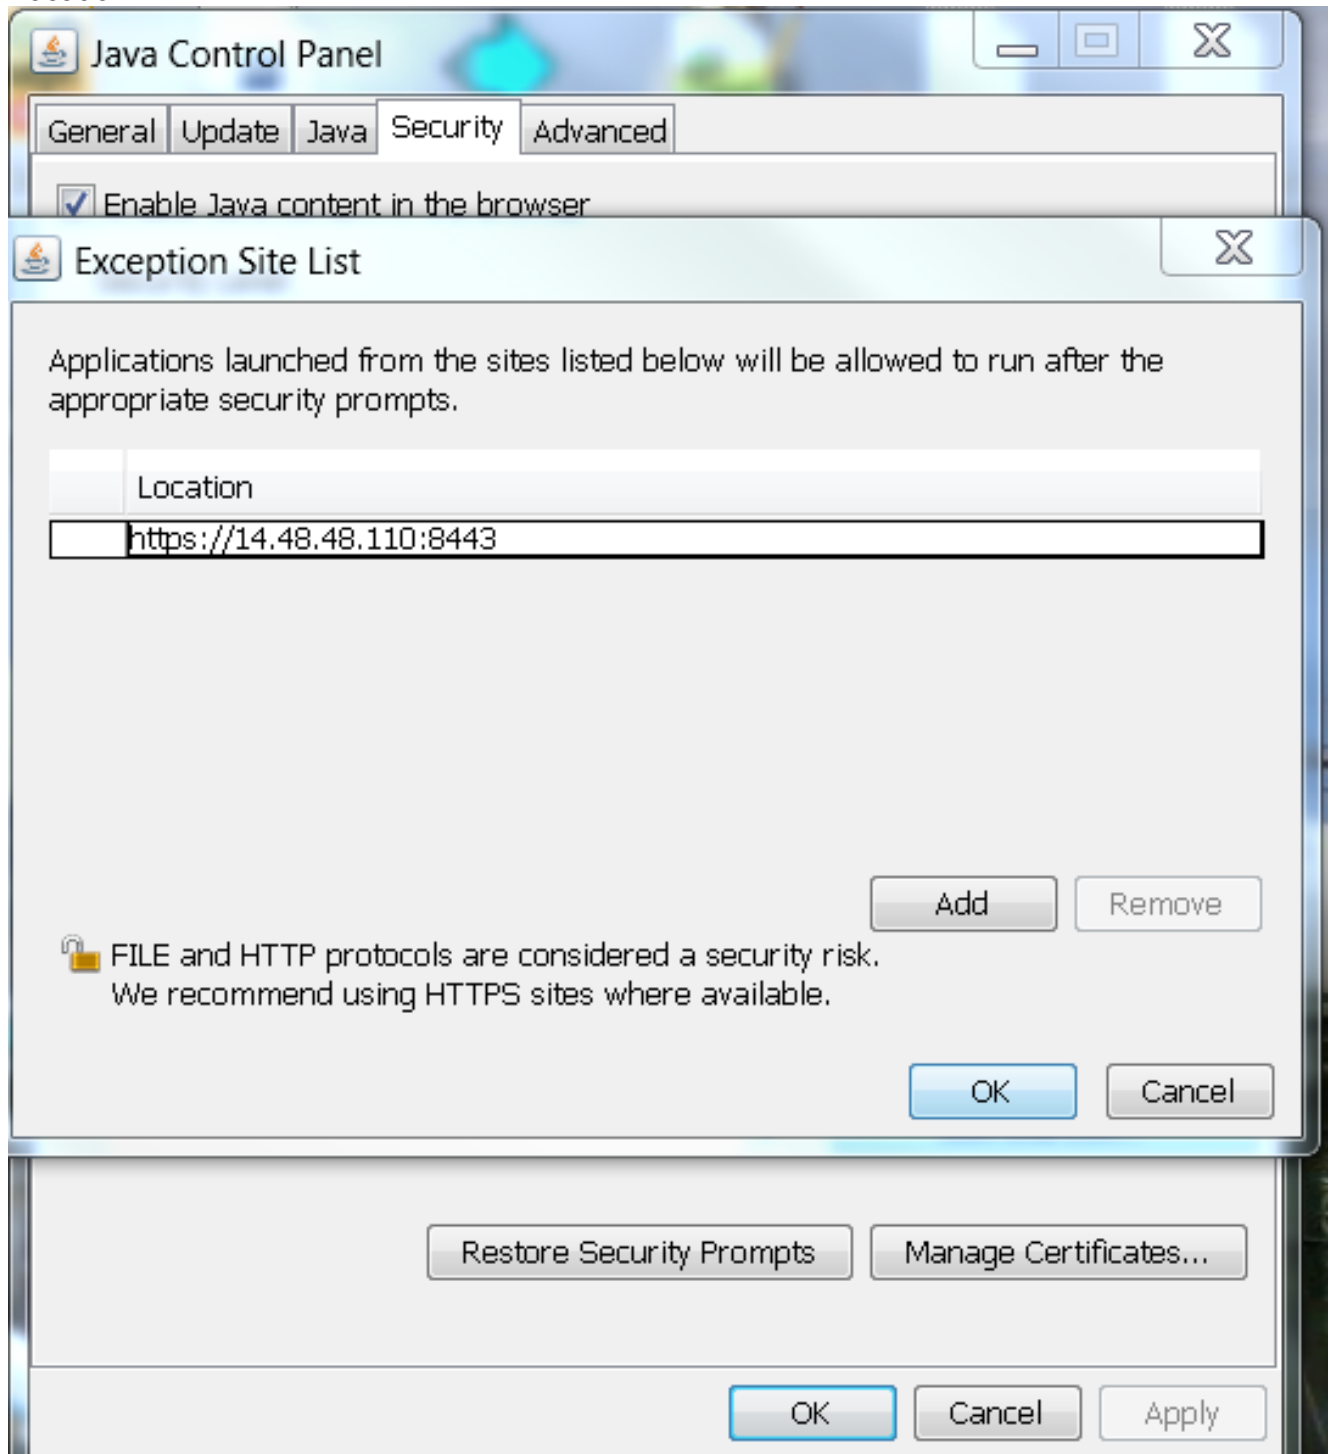 Java Control Panel
General Update Java Security Advanced
Enable Java content in the browser
Exception Site List
Applications launched from the sites listed below will be allowed to run after the
appropriate security prompts.
Location
https://14.48.48.110:8443
Add Remove
FILE and HTTP protocols are considered a security risk.
We recommend using HTTPS sites where available.
OK Cancel
Restore Security Prompts Manage Certificates...
OK Cancel Apply